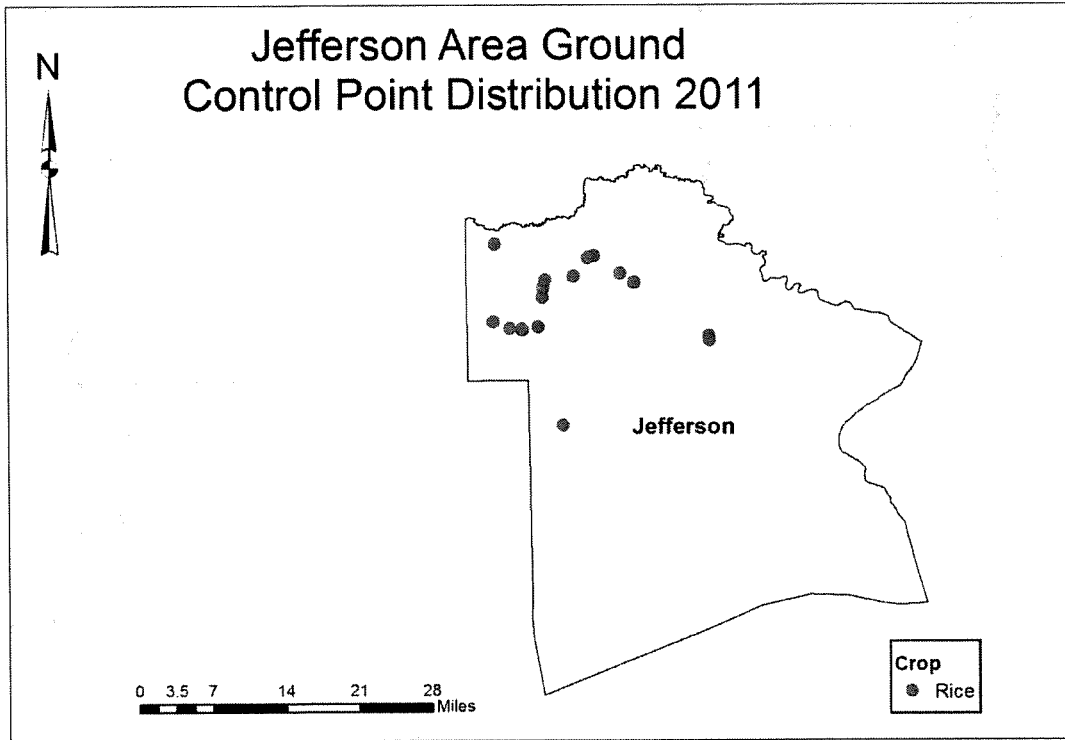 Jefferson Area Ground
Control Point Distribution 2011
N
Jefferson
0 3.5 7 14 21 28
Miles
Crop
Rice